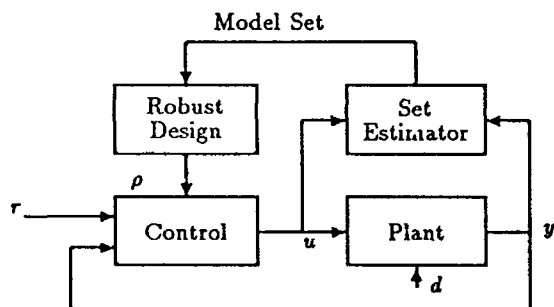 Model Set
Robust
Design
Set
Estimator
ρ
r
Control
u
Plant
y
d